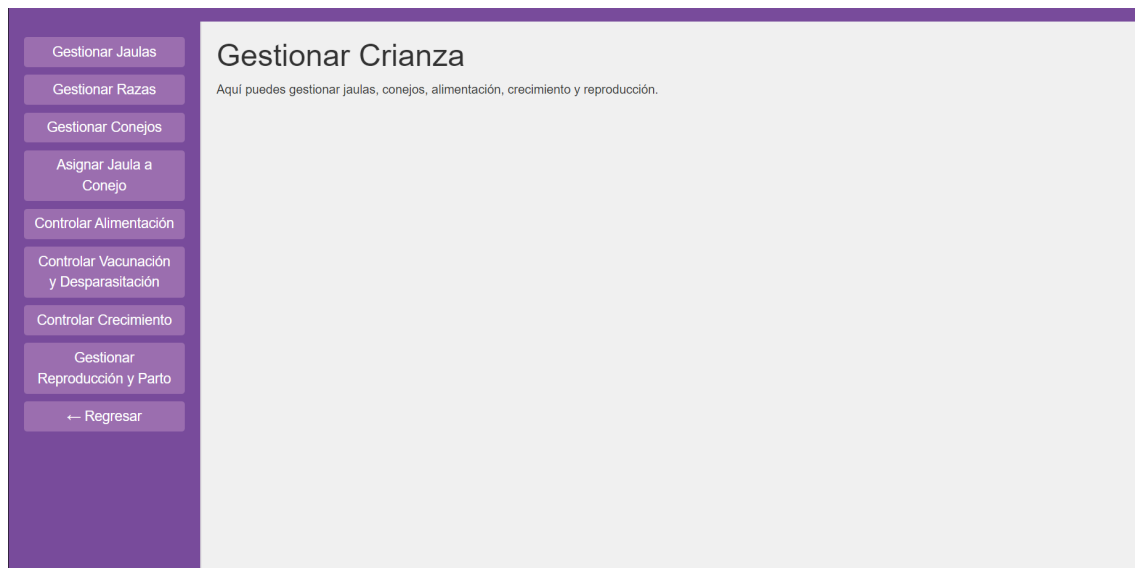 Gestionar Jaulas
Gestionar Razas
Gestionar Conejos
Asignar Jaula a
Conejo
Controlar Alimentación
Controlar Vacunación
y Desparasitación
Controlar Crecimiento
Gestionar
Reproducción y Parto
← Regresar
Gestionar Crianza
Aquí puedes gestionar jaulas, conejos, alimentación, crecimiento y reproducción.